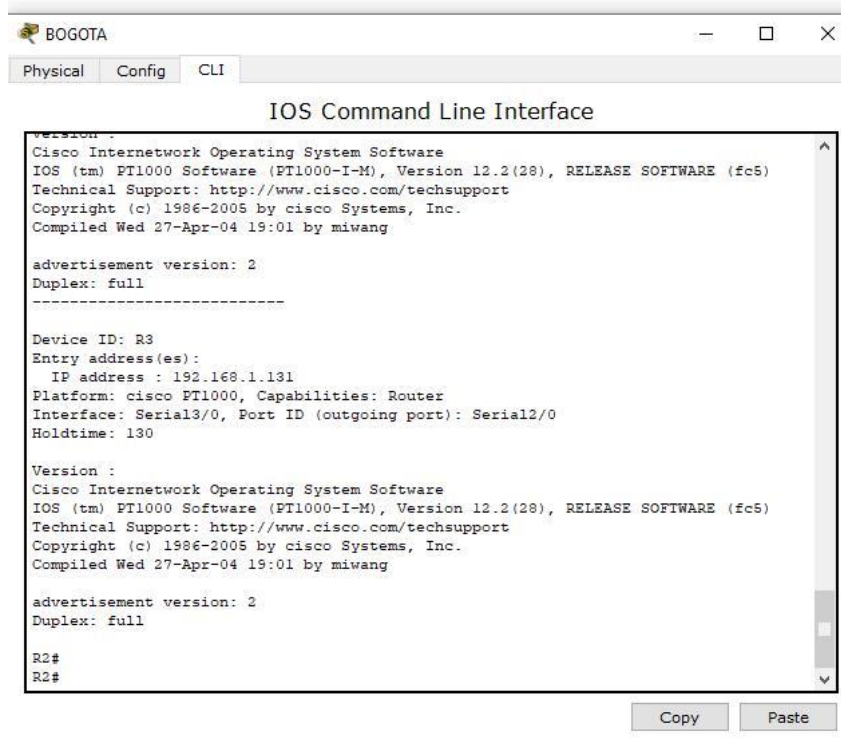 BOGOTA
Physical Config CLI
IOS Command Line Interface
Version :
Cisco Internetwork Operating System Software
IOS (tm) PT1000 Software (PT1000-I-M), Version 12.2(28), RELEASE SOFTWARE (fc5)
Technical Support: http://www.cisco.com/techsupport
Copyright (c) 1986-2005 by cisco Systems, Inc.
Compiled Wed 27-Apr-04 19:01 by miwang
advertisement version: 2
Duplex: full
---------------------------
Device ID: R3
Entry address(es):
IP address : 192.168.1.131
Platform: cisco PT1000, Capabilities: Router
Interface: Serial3/0, Port ID (outgoing port): Serial2/0
Holdtime: 130
Version :
Cisco Internetwork Operating System Software
IOS (tm) PT1000 Software (PT1000-I-M), Version 12.2(28), RELEASE SOFTWARE (fc5)
Technical Support: http://www.cisco.com/techsupport
Copyright (c) 1986-2005 by cisco Systems, Inc.
Compiled Wed 27-Apr-04 19:01 by miwang
advertisement version: 2
Duplex: full
R2#
R2#
Copy Paste